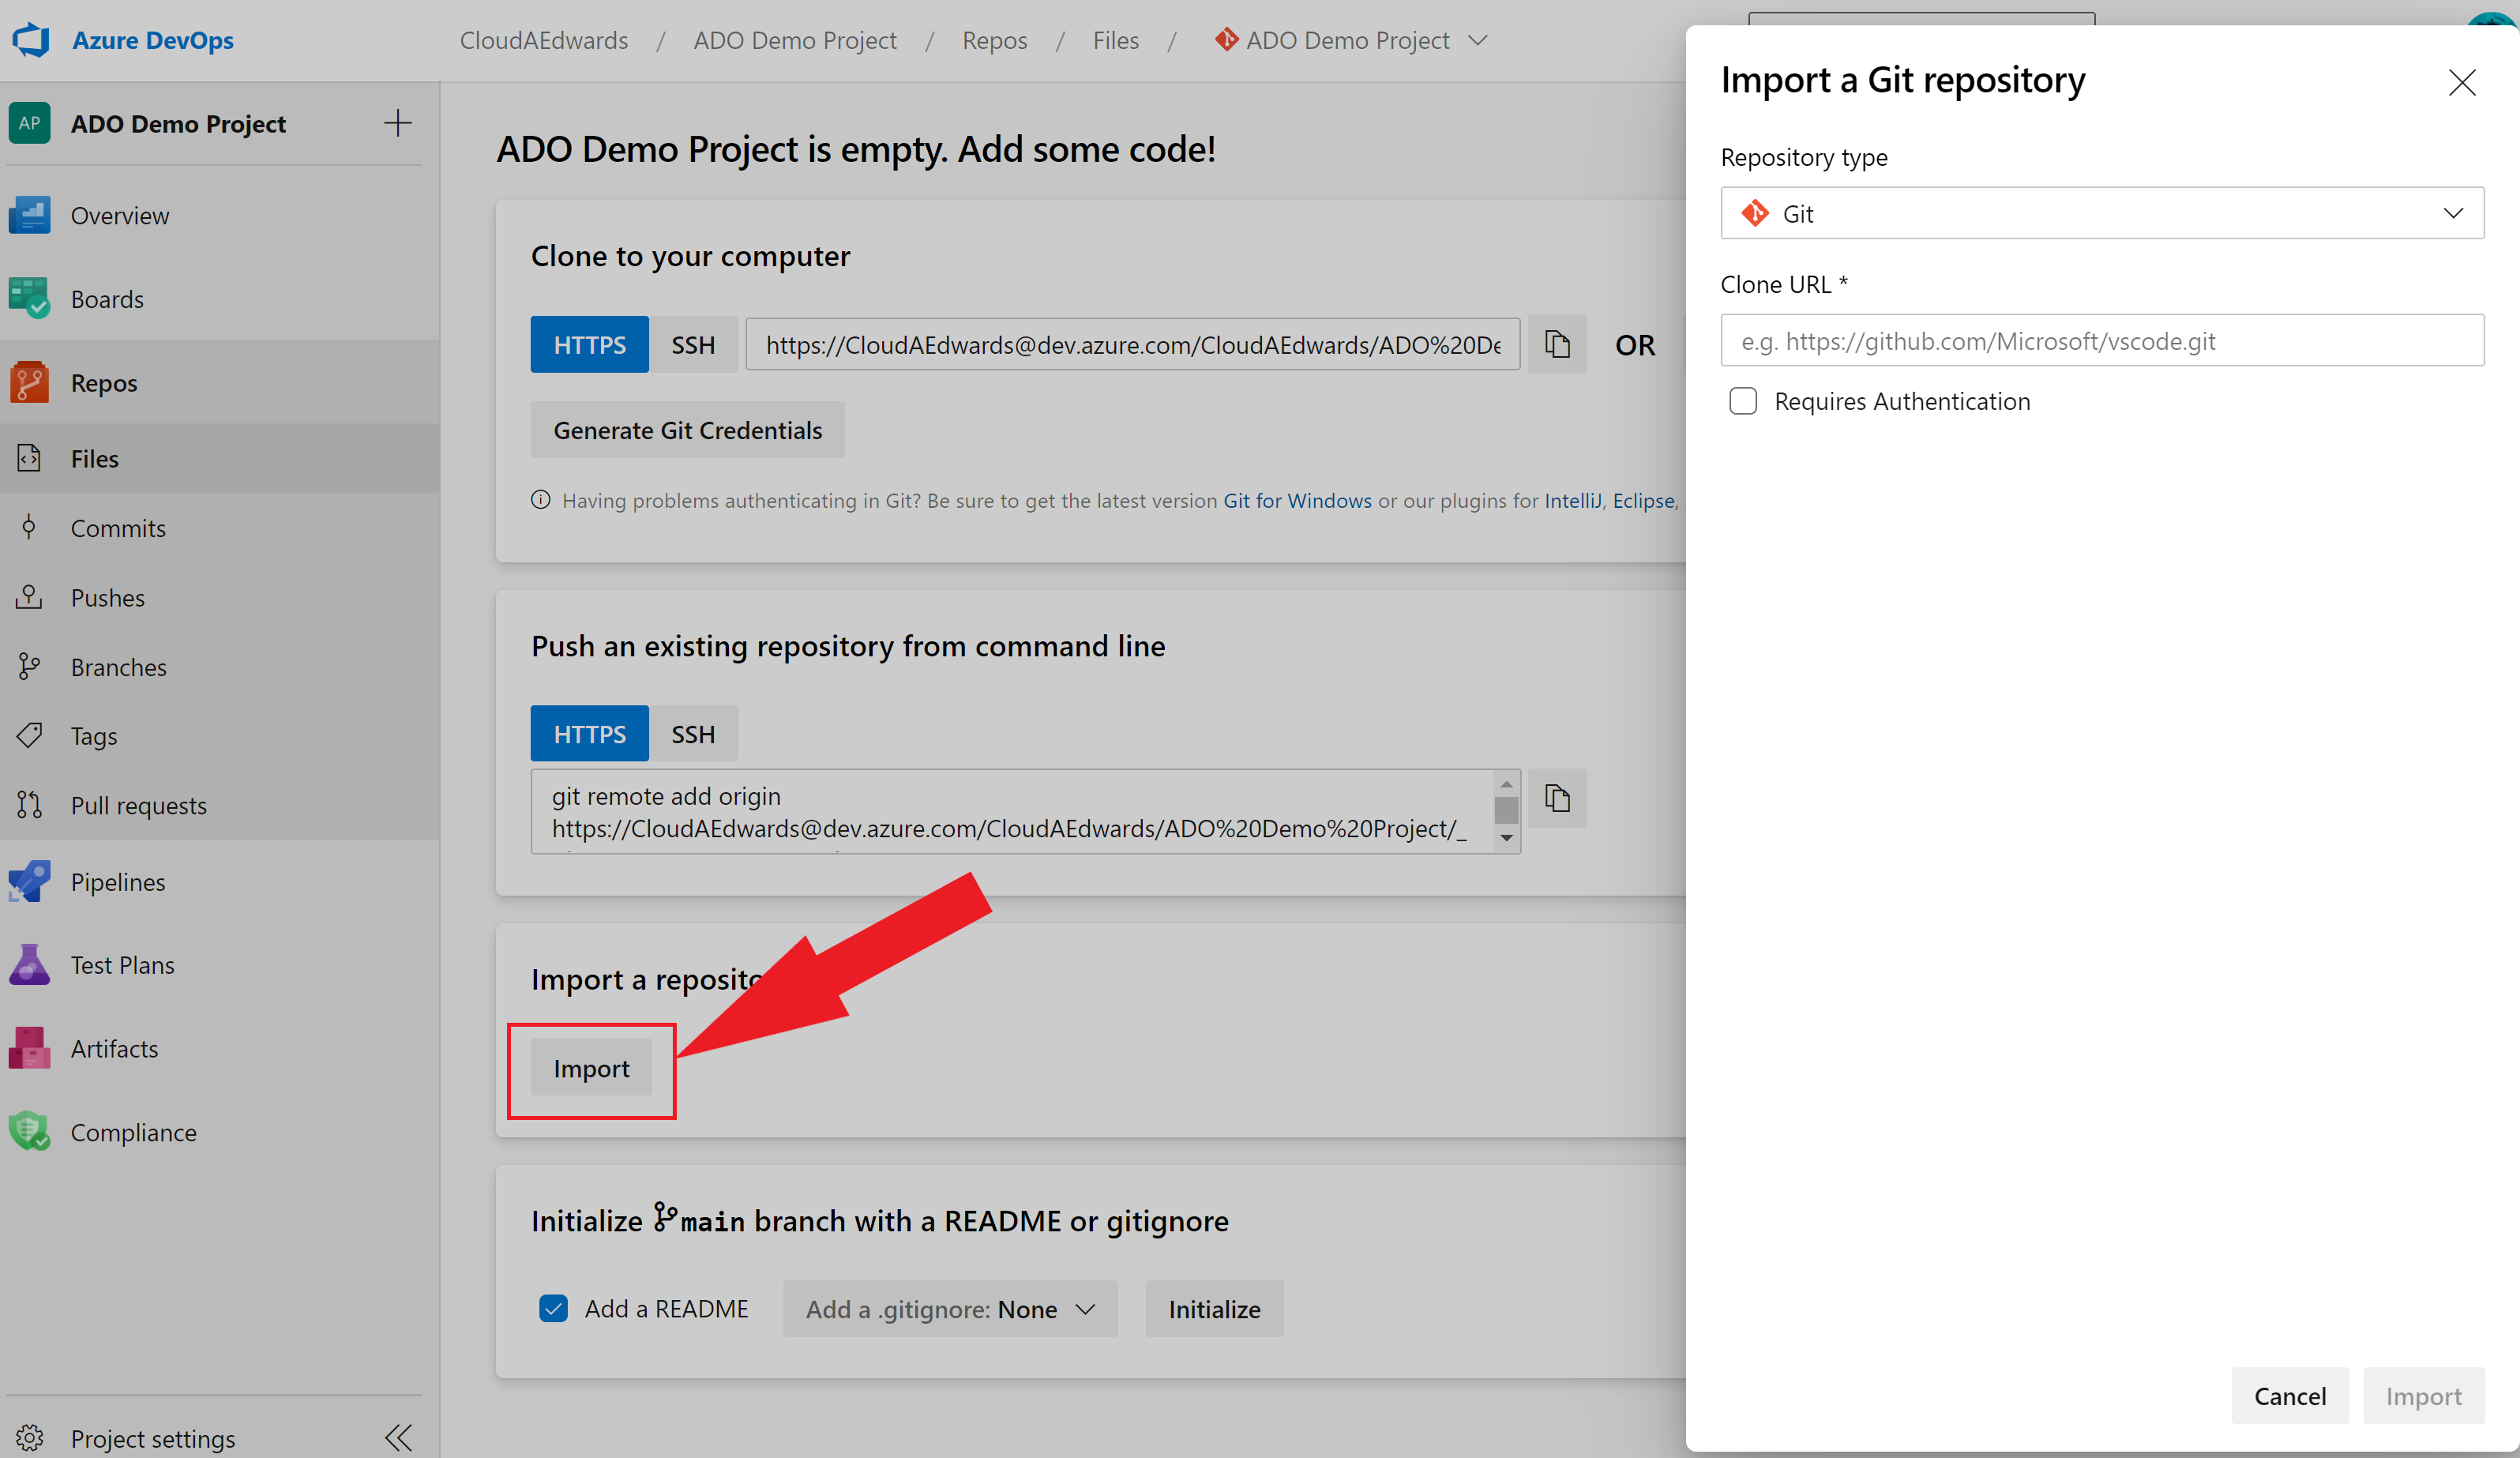 Azure DevOps
CloudAEdwards / ADO Demo Project / Repos / Files / ADO Demo Project
AP ADO Demo Project
Overview
Boards
Repos
Files
Commits
Pushes
Branches
Tags
Pull requests
Pipelines
Test Plans
Artifacts
Compliance
Project settings
ADO Demo Project is empty. Add some code!
Clone to your computer
HTTPS SSH https://CloudAEdwards@dev.azure.com/CloudAEdwards/ADO%20De OR
Generate Git Credentials
Having problems authenticating in Git? Be sure to get the latest version Git for Windows or our plugins for IntelliJ, Eclipse,
Push an existing repository from command line
HTTPS SSH
git remote add origin
https://CloudAEdwards@dev.azure.com/CloudAEdwards/ADO%20Demo%20Project/_
Import a reposito
Import
Initialize main branch with a README or gitignore
Add a README Add a .gitignore: None Initialize
Import a Git repository
Repository type
Git
Clone URL *
e.g. https://github.com/Microsoft/vscode.git
Requires Authentication
Cancel Import